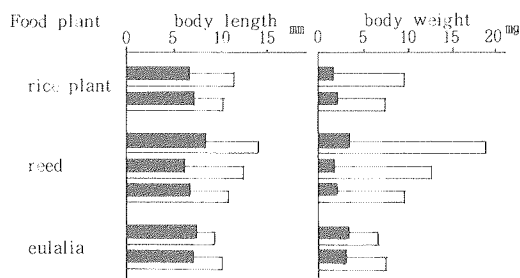 Food plant body length body weight
0 5 10 15 mm 0 5 10 15 20 mg
rice plant
reed
eulalia